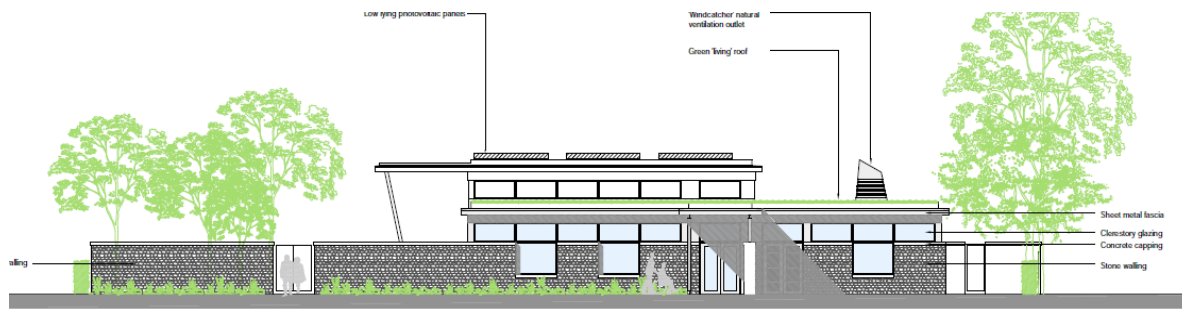 Low lying photovoltaic panels
'Windcatcher' natural
ventilation outlet
Green 'living' roof
Sheet metal fascia
Clerestory glazing
Concrete capping
Stone walling
alling